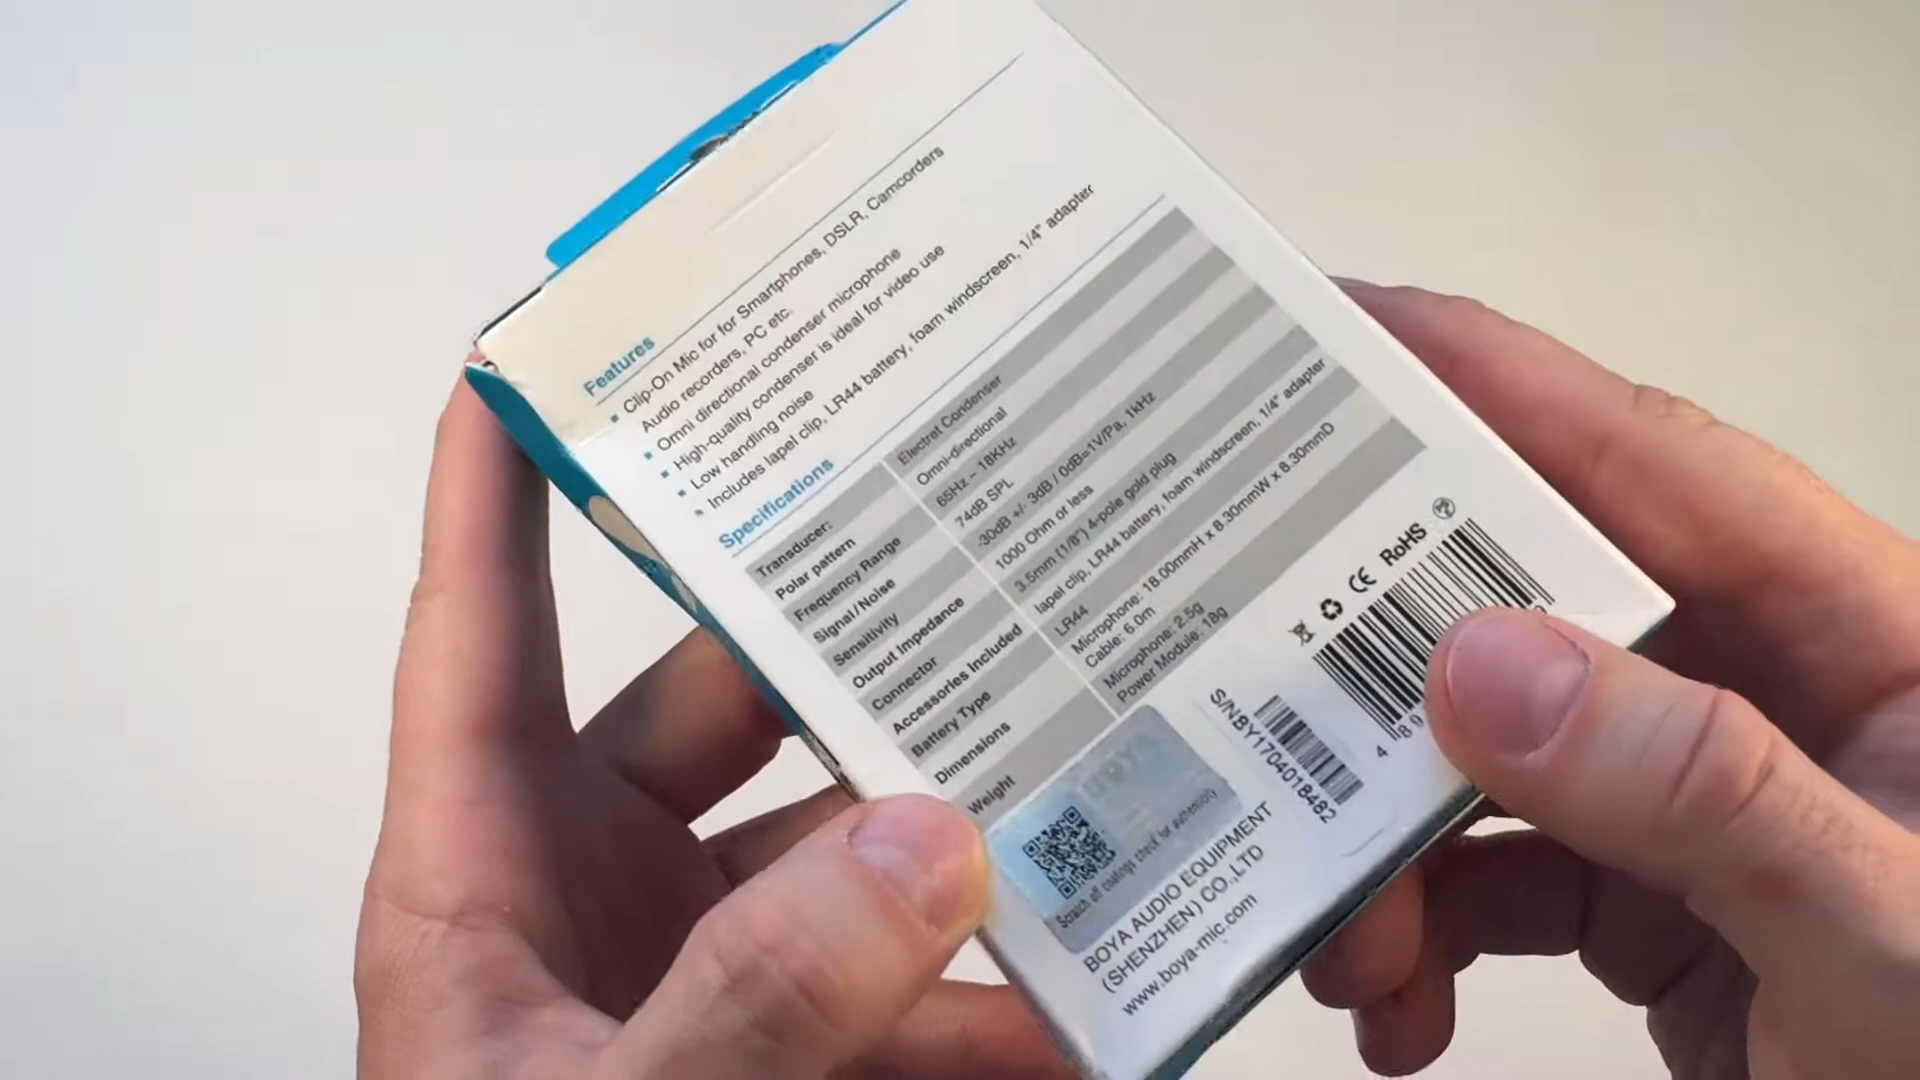 Features
Clip-On Mic for for Smartphones, DSLR, Camcorders
Audio recorders, PC etc.
Omni directional condenser microphone
High-quality condenser is ideal for video use
Low handling noise
Includes lapel clip, LR44 battery, foam windscreen, 1/4" adapter
Specifications
Transducer: Electret Condenser
Polar pattern Omni-directional
Frequency Range 65Hz ~ 18KHz
Signal/Noise 74dB SPL
Sensitivity -30dB +/- 3dB / 0dB=1V/Pa, 1kHz
Output Impedance 1000 Ohm or less
Connector 3.5mm (1/8") 4-pole gold plug
Accessories Included lapel clip, LR44 battery, foam windscreen, 1/4" adapter
Battery Type LR44
Dimensions Microphone: 18.00mmH x 8.30mmW x 8.30mmD
Cable: 6.0m
Weight Microphone: 2.5g
Power Module: 18g
CE RoHS
4 89
S/NBY1704018482
BOYA
Scratch off coatings check for authenticity
BOYA AUDIO EQUIPMENT
(SHENZHEN) CO.,LTD
www.boya-mic.com